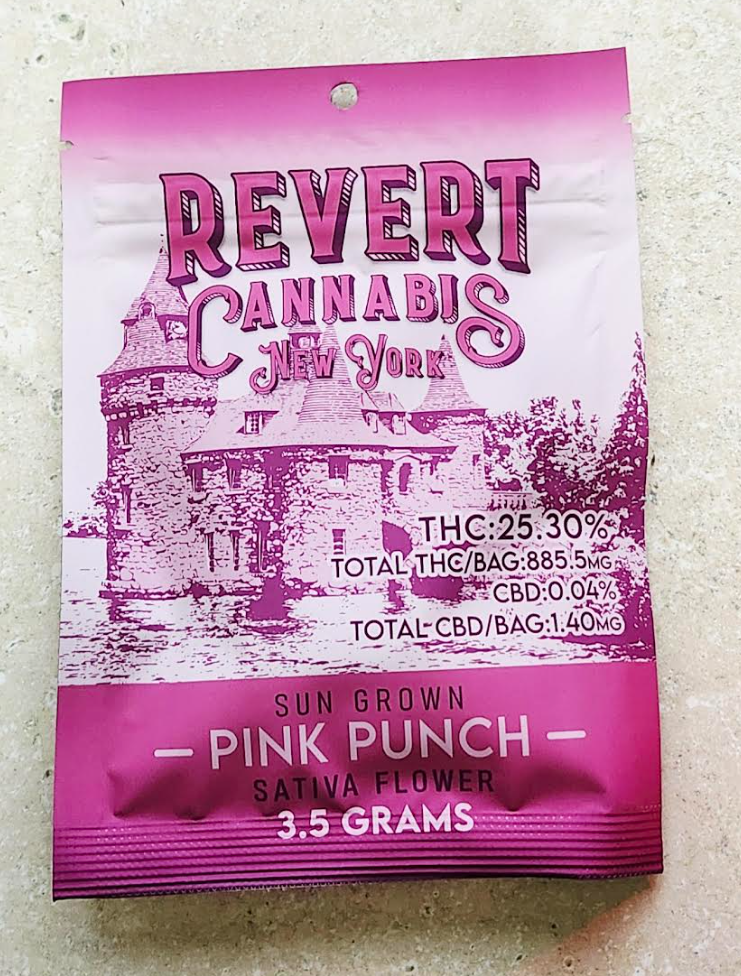 REVERT
CANNABIS
NEW YORK
THC:25.30%
TOTAL THC/BAG:885.5MG
CBD:0.04%
TOTAL CBD/BAG:1.40MG
SUN GROWN
— PINK PUNCH —
SATIVA FLOWER
3.5 GRAMS